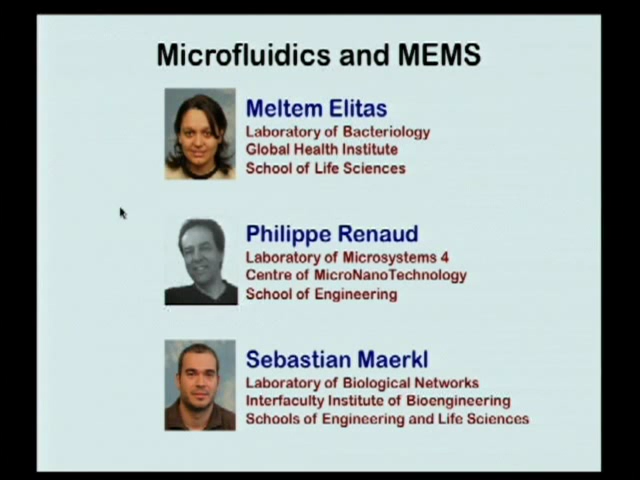 Microfluidics and MEMS
Meltem Elitas
Laboratory of Bacteriology
Global Health Institute
School of Life Sciences
Philippe Renaud
Laboratory of Microsystems 4
Centre of MicroNanoTechnology
School of Engineering
Sebastian Maerkl
Laboratory of Biological Networks
Interfaculty Institute of Bioengineering
Schools of Engineering and Life Sciences